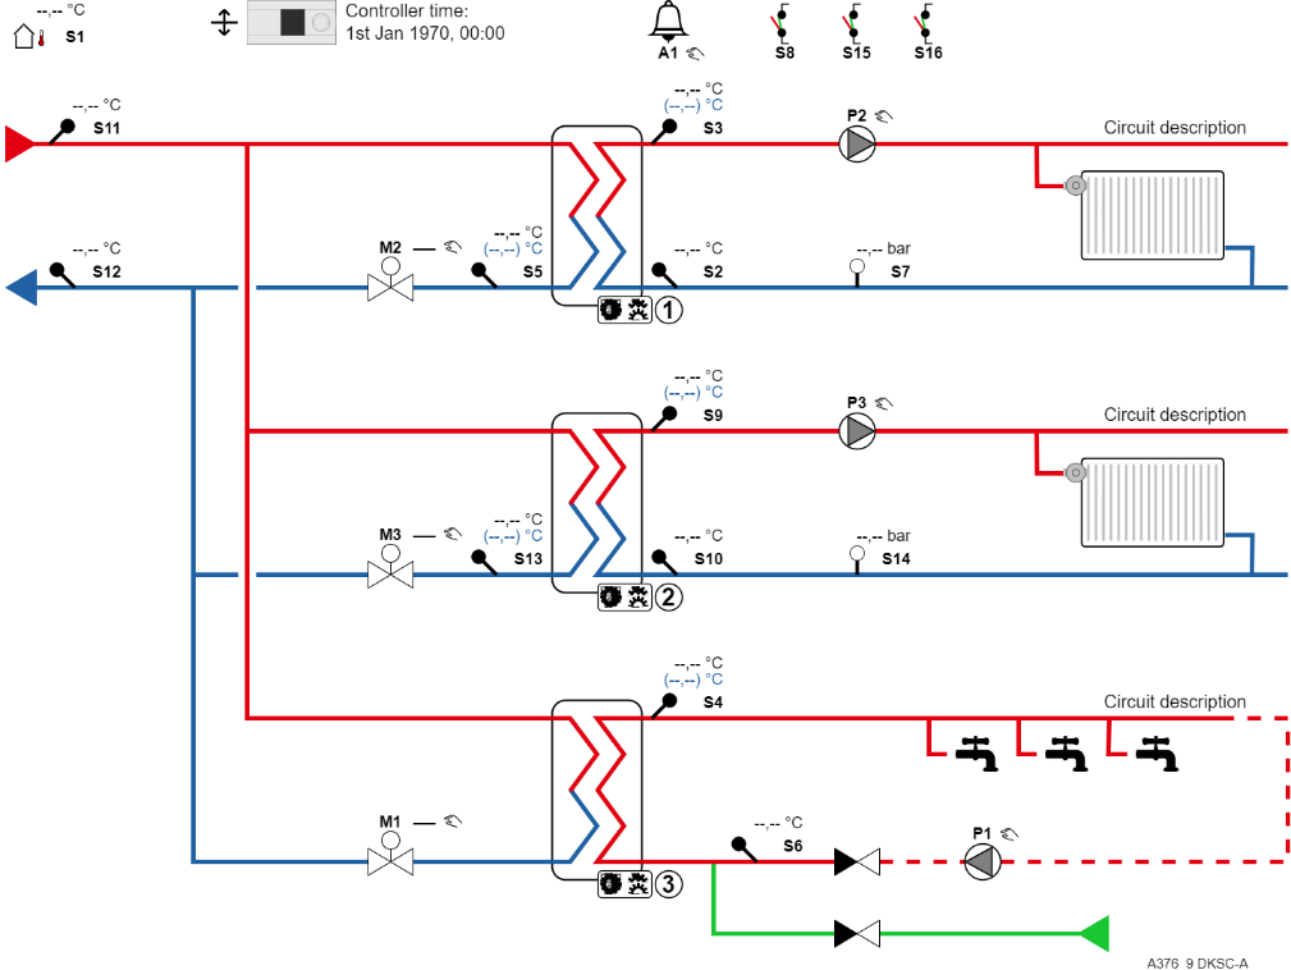 --,-- °C
S1
Controller time:
1st Jan 1970, 00:00
A1
S8
S15
S16
--,-- °C
S11
--,-- °C
(--,--) °C
S3
P2
Circuit description
--,-- °C
S12
M2
--,-- °C
(--,--) °C
S5
--,-- °C
S2
--,-- bar
S7
1
--,-- °C
(--,--) °C
S9
P3
Circuit description
M3
--,-- °C
(--,--) °C
S13
--,-- °C
S10
--,-- bar
S14
2
--,-- °C
(--,--) °C
S4
Circuit description
M1
--,-- °C
S6
P1
3
A376_9 DKSC-A